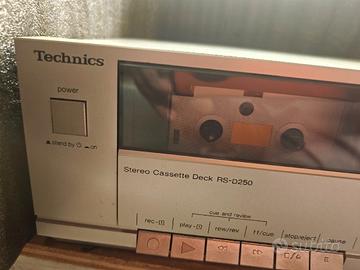 Technics
power
stand by on
Stereo Cassette Deck RS-D250
cue and review
rec play rew/rev ff/cue stop/eject pause
subito